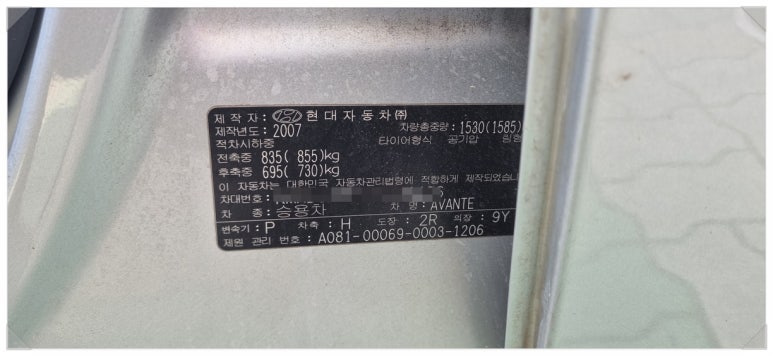 제 작 자 : 현대자동차㈜
제작년도 : 2007 차량총중량 : 1530(1585)
적차시하중 타이어형식 공기압 림형
전축중 835( 855)kg
후축중 695( 730)kg
이 자동차는 대한민국 자동차관리법령에 적합하게 제작되었습니
차대번호 :
차 종 : 승용차 차 명 : AVANTE
변속기 : P 차축 : H 도장 : 2R 의장 : 9Y
제원 관리 번호 : A081-00069-0003-1206